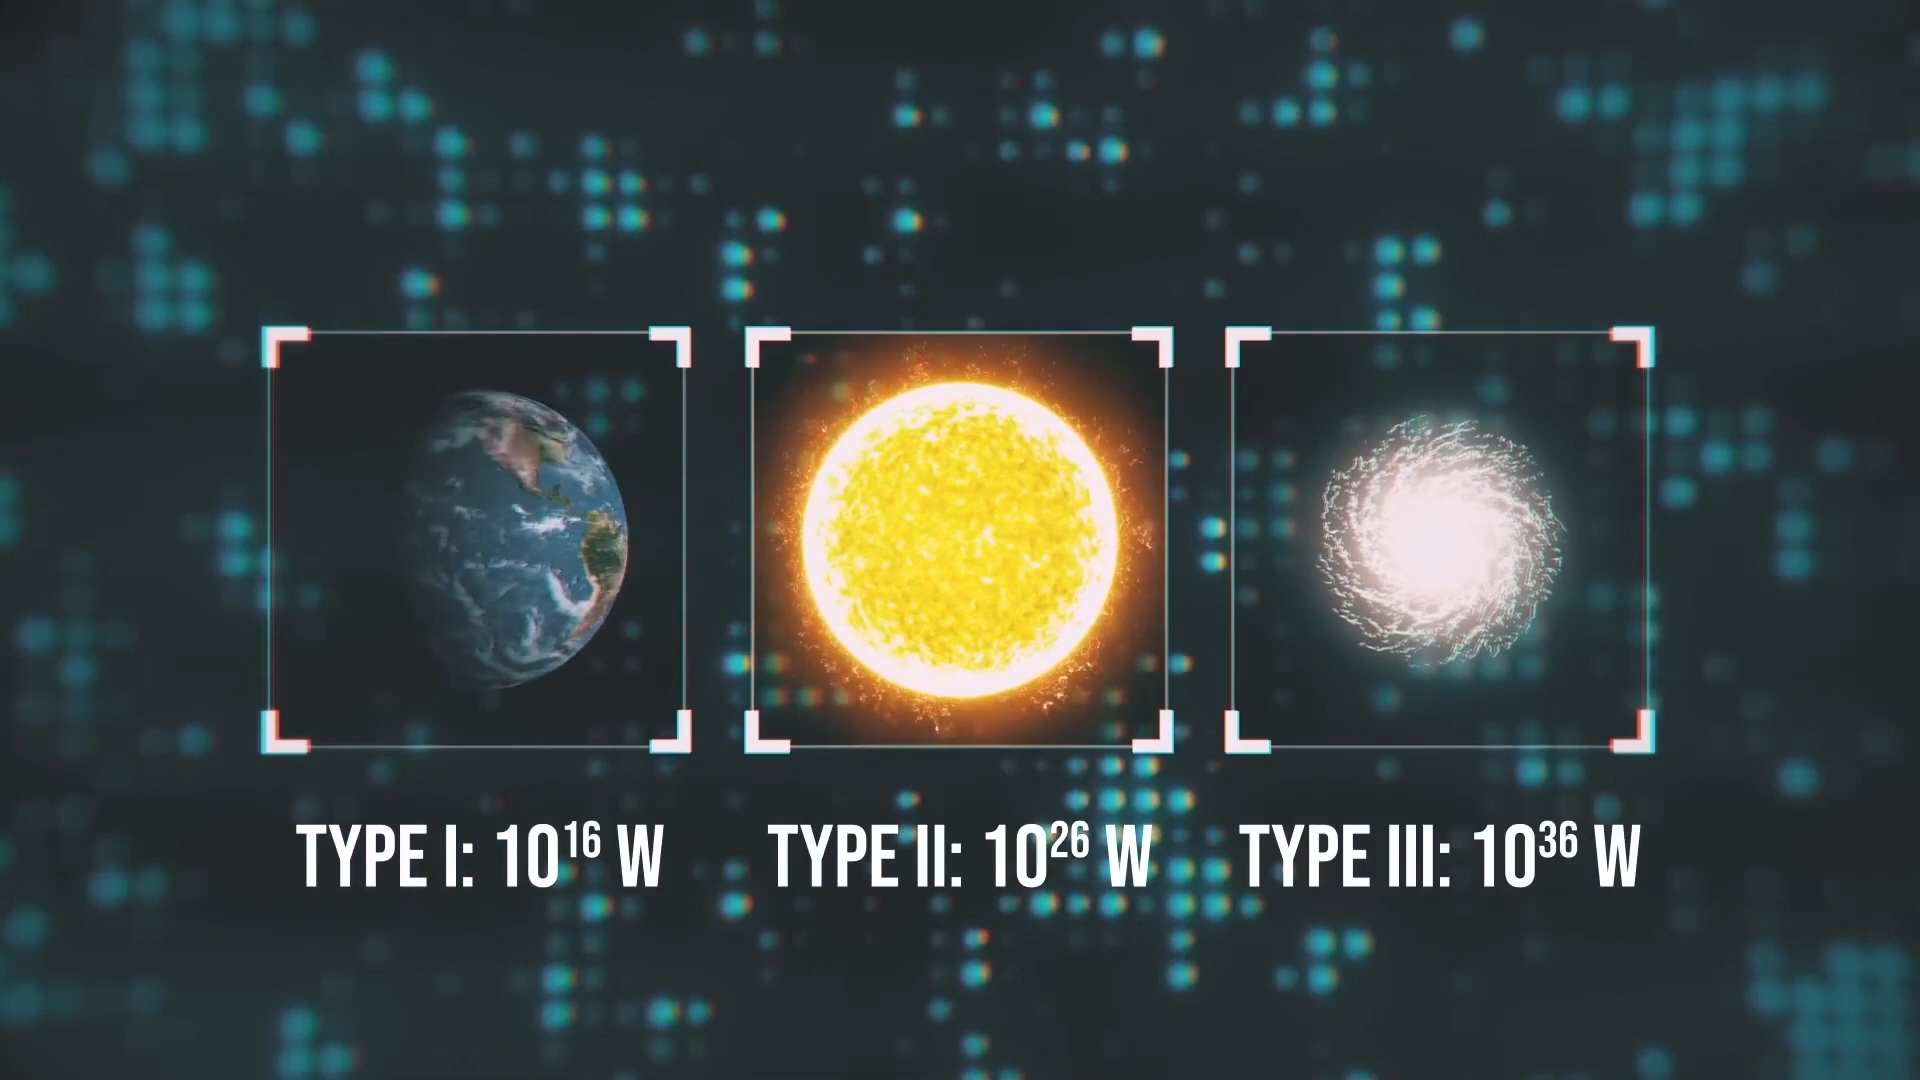 TYPE I: 10¹⁶ W
TYPE II: 10²⁶ W
TYPE III: 10³⁶ W